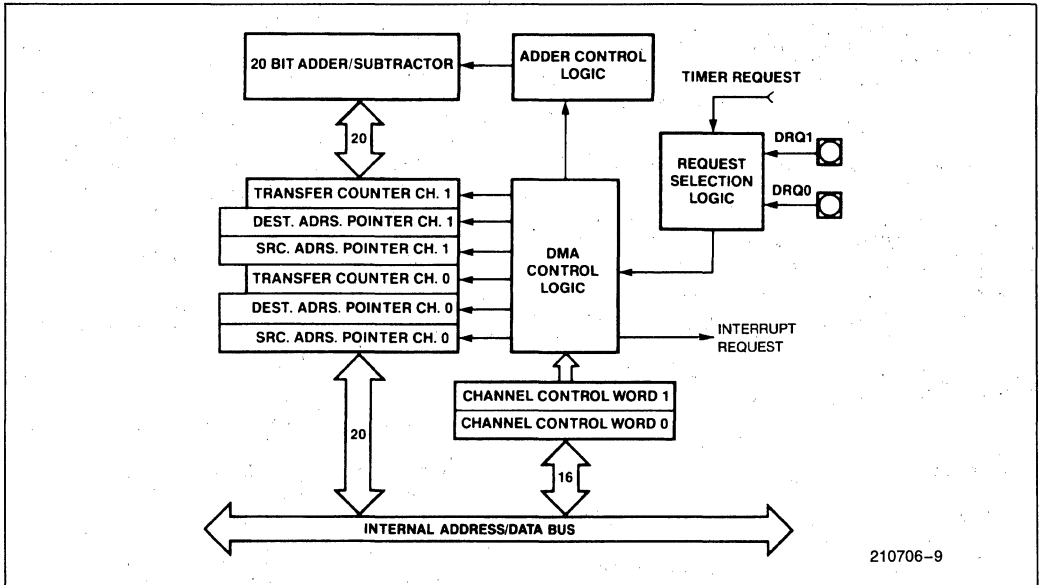 20 BIT ADDER/SUBTRACTOR
ADDER CONTROL
LOGIC
TIMER REQUEST
20
DRQ1
REQUEST
SELECTION
LOGIC
DRQ0
TRANSFER COUNTER CH. 1
DEST. ADRS. POINTER CH. 1
SRC. ADRS. POINTER CH. 1
TRANSFER COUNTER CH. 0
DEST. ADRS. POINTER CH. 0
SRC. ADRS. POINTER CH. 0
DMA
CONTROL
LOGIC
INTERRUPT
REQUEST
CHANNEL CONTROL WORD 1
CHANNEL CONTROL WORD 0
20
16
INTERNAL ADDRESS/DATA BUS
210706-9